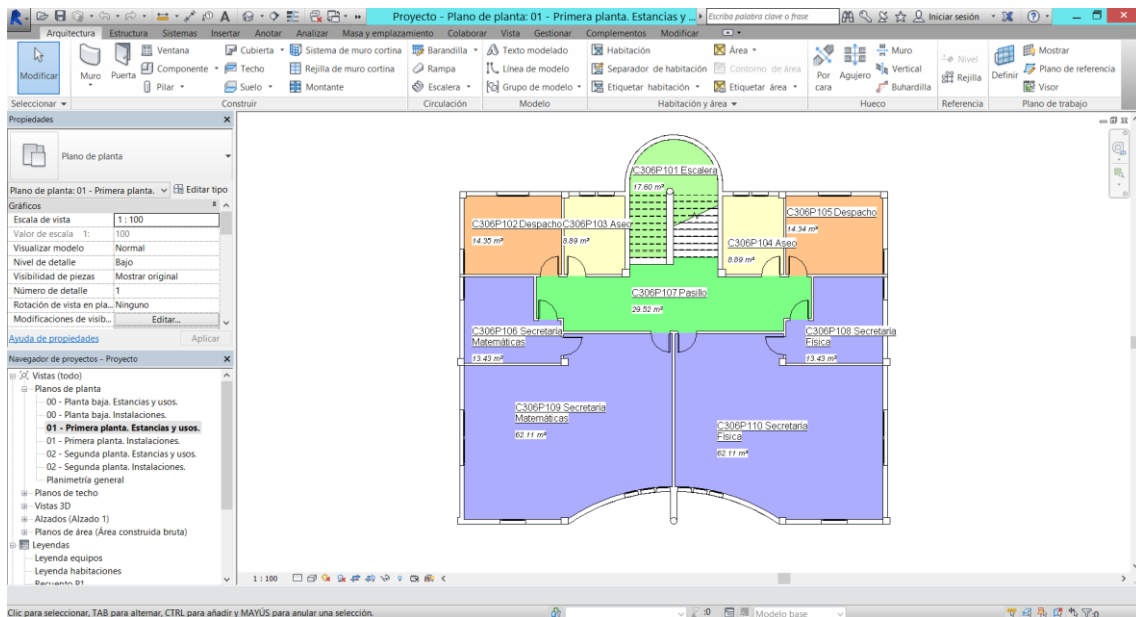 Proyecto - Plano de planta: 01 - Primera planta. Estancias y ...
Escriba palabra clave o frase
Iniciar sesión
Arquitectura Estructura Sistemas Insertar Anotar Analizar Masa y emplazamiento Colaborar Vista Gestionar Complementos Modificar
Ventana Cubierta Sistema de muro cortina Barandilla Texto modelado Habitación Área Muro Mostrar
Modificar Muro Puerta Componente Techo Rejilla de muro cortina Rampa Línea de modelo Separador de habitación Contorno de área Por cara Agujero Vertical Nivel Definir Plano de referencia
Pilar Suelo Montante Escalera Grupo de modelo Etiquetar habitación Etiquetar área Buhardilla Rejilla Visor
Seleccionar Construir Circulación Modelo Habitación y área Hueco Referencia Plano de trabajo
Propiedades
Plano de planta
Plano de planta: 01 - Primera planta. Editar tipo
Gráficos
Escala de vista 1 : 100
Valor de escala 1: 100
Visualizar modelo Normal
Nivel de detalle Bajo
Visibilidad de piezas Mostrar original
Número de detalle 1
Rotación de vista en pla... Ninguno
Modificaciones de visib... Editar...
Ayuda de propiedades Aplicar
Navegador de proyectos - Proyecto
Vistas (todo)
Planos de planta
00 - Planta baja. Estancias y usos.
00 - Planta baja. Instalaciones.
01 - Primera planta. Estancias y usos.
01 - Primera planta. Instalaciones.
02 - Segunda planta. Estancias y usos.
02 - Segunda planta. Instalaciones.
Planimetría general
Planos de techo
Vistas 3D
Alzados (Alzado 1)
Planos de área (Área construida bruta)
Leyendas
Leyenda equipos
Leyenda habitaciones
Recuento P1
C306P101 Escalera
17.60 m²
C306P102 Despacho
14.35 m²
C306P103 Aseo
8.89 m²
C306P104 Aseo
8.89 m²
C306P105 Despacho
14.34 m²
C306P107 Pasillo
29.52 m²
C306P106 Secretaria
Matemáticas
13.43 m²
C306P108 Secretaria
Física
13.43 m²
C306P109 Secretaria
Matemáticas
62.11 m²
C306P110 Secretaria
Física
62.11 m²
1 : 100
Clic para seleccionar, TAB para alternar, CTRL para añadir y MAYÚS para anular una selección.
:0
Modelo base
:0